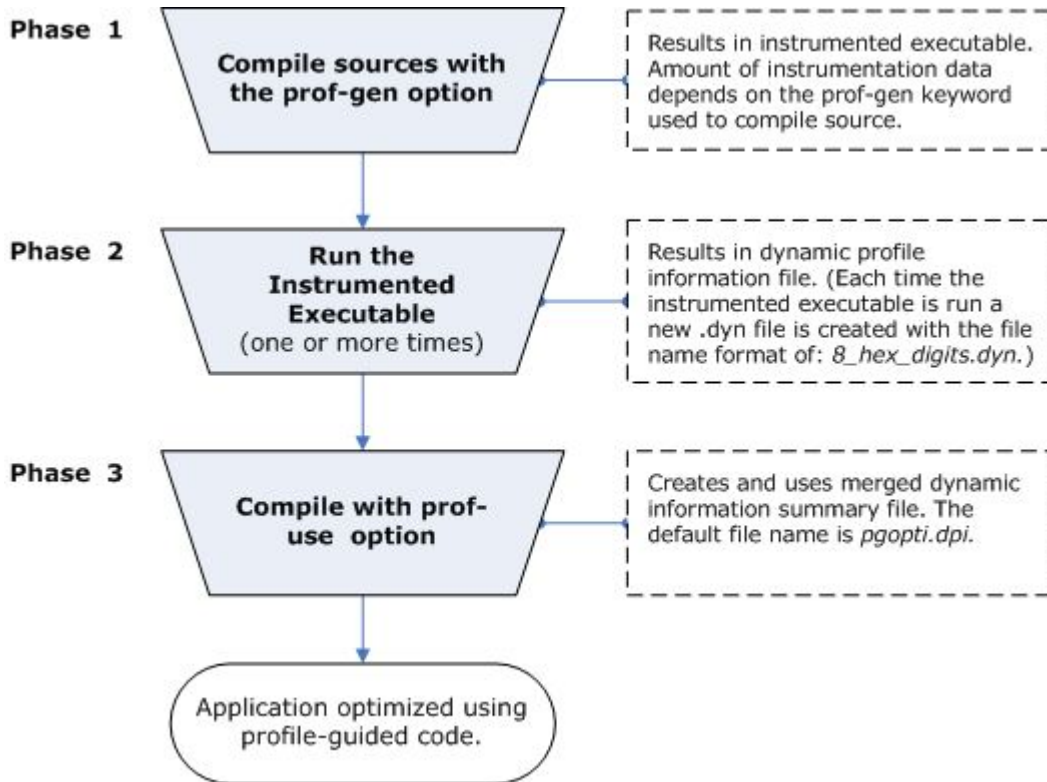 Phase 1
Compile sources with
the prof-gen option
Results in instrumented executable.
Amount of instrumentation data
depends on the prof-gen keyword
used to compile source.
Phase 2
Run the
Instrumented
Executable
(one or more times)
Results in dynamic profile
information file. (Each time the
instrumented executable is run a
new .dyn file is created with the file
name format of: 8_hex_digits.dyn.)
Phase 3
Compile with prof-
use option
Creates and uses merged dynamic
information summary file. The
default file name is pgopti.dpi.
Application optimized using
profile-guided code.